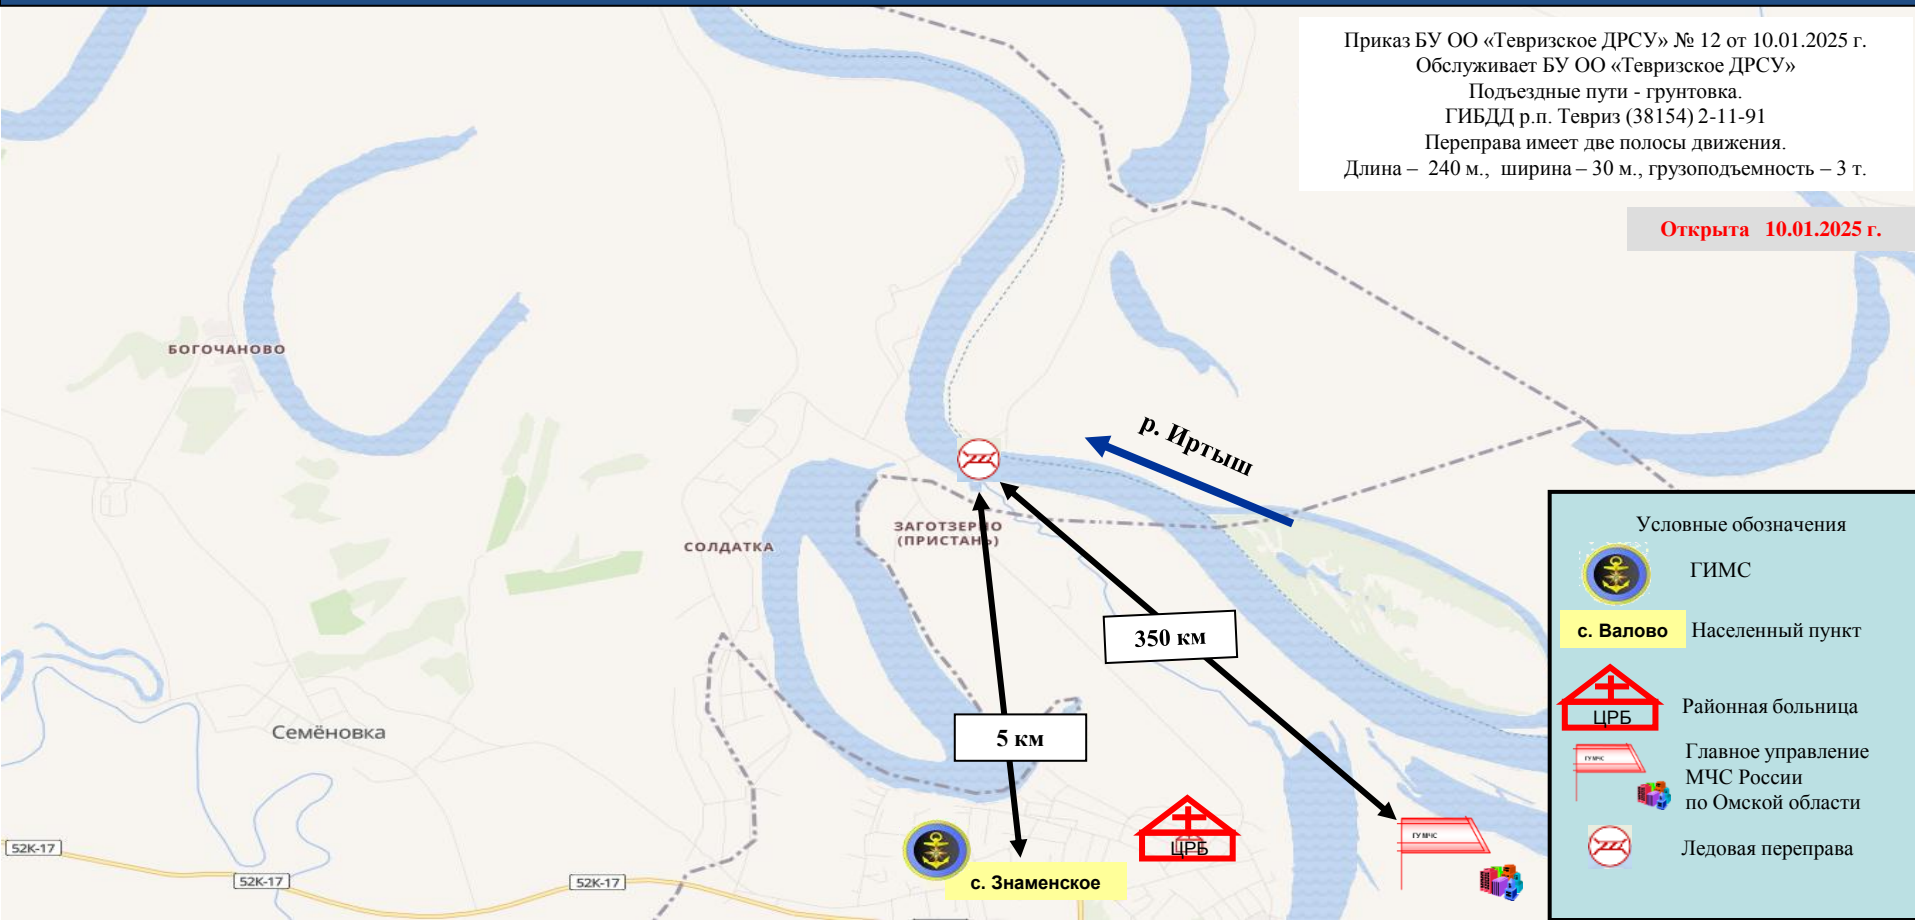 Приказ БУ ОО «Тевризское ДРСУ» № 12 от 10.01.2025 г.
Обслуживает БУ ОО «Тевризское ДРСУ»
Подъездные пути - грунтовка.
ГИБДД р.п. Тевриз (38154) 2-11-91
Переправа имеет две полосы движения.
Длина – 240 м., ширина – 30 м., грузоподъемность – 3 т.
Открыта 10.01.2025 г.
БОГОЧАНОВО
р. Иртыш
ЗАГОТЗЕРНО
(ПРИСТАНЬ)
СОЛДАТКА
350 км
Семёновка
5 км
52К-17
52К-17
52К-17
ЦРБ
ГУ МЧС
с. Знаменское
Условные обозначения
ГИМС
с. Валово
Населенный пункт
ЦРБ
Районная больница
ГУ МЧС
Главное управление
МЧС России
по Омской области
Ледовая переправа